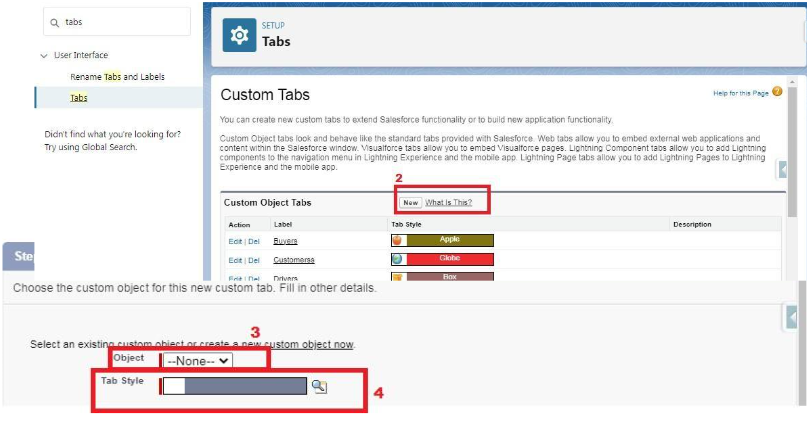 tabs
User Interface
Rename Tabs and Labels
Tabs
Didn't find what you're looking for?
Try using Global Search.
SETUP
Tabs
Custom Tabs
Help for this Page
You can create new custom tabs to extend Salesforce functionality or to build new application functionality.
Custom Object tabs look and behave like the standard tabs provided with Salesforce. Web tabs allow you to embed external web applications and
content within the Salesforce window. Visualforce tabs allow you to embed Visualforce pages. Lightning Component tabs allow you to add Lightning
components to the navigation menu in Lightning Experience and the mobile app. Lightning Page tabs allow you to add Lightning Pages to Lightning
Experience and the mobile app.
2
Custom Object Tabs New What Is This?
Action Label Tab Style Description
Edit | Del Buyers Apple
Edit | Del Customerss Globe
Edit | Del Drivers Box
Ste
Choose the custom object for this new custom tab. Fill in other details.
3
Select an existing custom object or create a new custom object now.
Object --None--
Tab Style
4